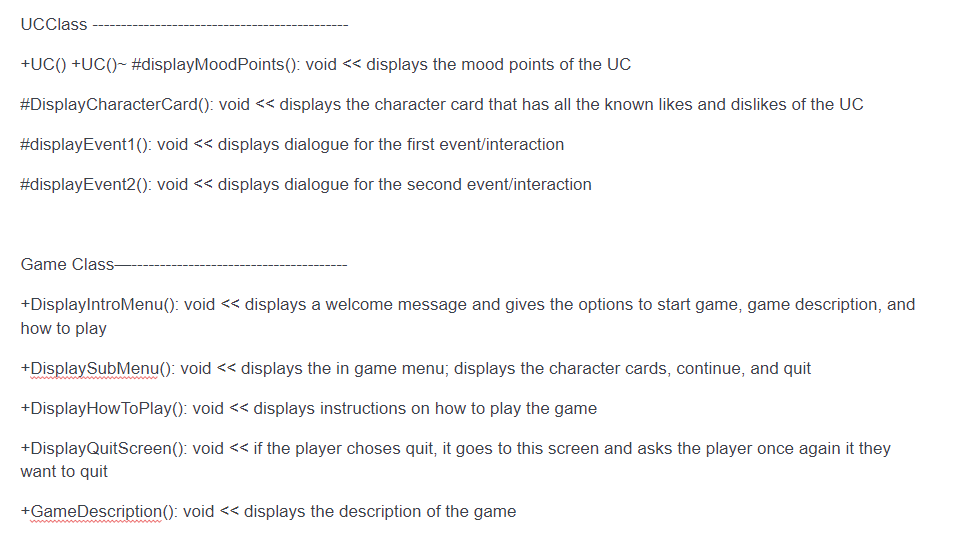 UCClass --------------------------------------------
+UC() +UC()~ #displayMoodPoints(): void << displays the mood points of the UC
#DisplayCharacterCard(): void << displays the character card that has all the known likes and dislikes of the UC
#displayEvent1(): void << displays dialogue for the first event/interaction
#displayEvent2(): void << displays dialogue for the second event/interaction
Game Class—--------------------------------------
+DisplayIntroMenu(): void << displays a welcome message and gives the options to start game, game description, and
how to play
+DisplaySubMenu(): void << displays the in game menu; displays the character cards, continue, and quit
+DisplayHowToPlay(): void << displays instructions on how to play the game
+DisplayQuitScreen(): void << if the player choses quit, it goes to this screen and asks the player once again it they
want to quit
+GameDescription(): void << displays the description of the game